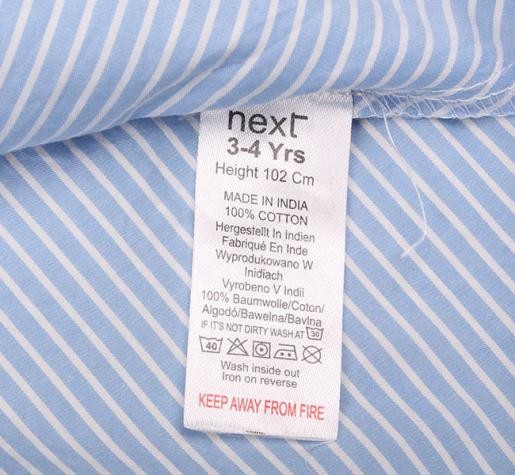 next
3-4 Yrs
Height 102 Cm
MADE IN INDIA
100% COTTON
Hergestellt In Indien
Fabriqué En Inde
Wyprodukowano W
Indiach
Vyrobeno V Indii
100% Baumwolle/Coton/
Algodó/Bawelna/Bavlna
IF IT'S NOT DIRTY WASH AT 30
40
Wash inside out
Iron on reverse
KEEP AWAY FROM FIRE